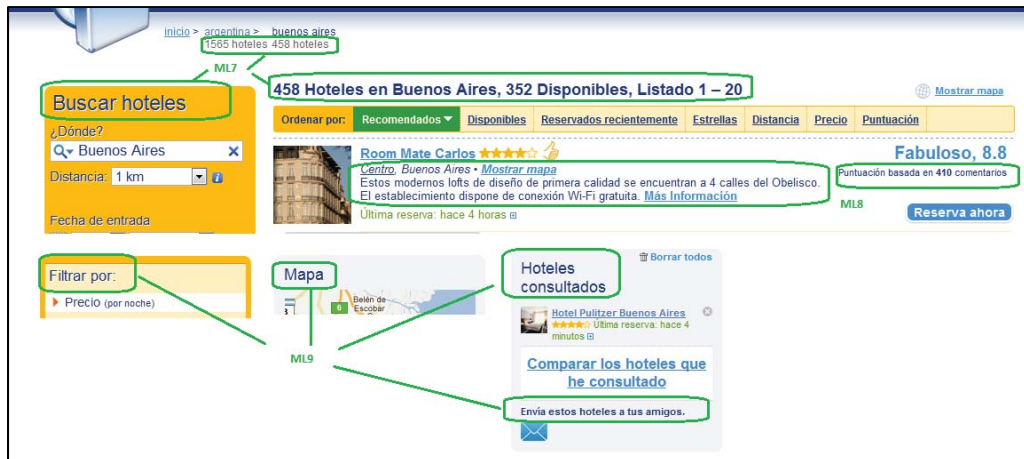 inicio > argentina > buenos aires
1565 hoteles 458 hoteles
ML7
Buscar hoteles
¿Dónde?
Buenos Aires
Distancia: 1 km
Fecha de entrada
458 Hoteles en Buenos Aires, 352 Disponibles, Listado 1 – 20
Mostrar mapa
Ordenar por: Recomendados Disponibles Reservados recientemente Estrellas Distancia Precio Puntuación
Room Mate Carlos
Centro, Buenos Aires • Mostrar mapa
Estos modernos lofts de diseño de primera calidad se encuentran a 4 calles del Obelisco.
El establecimiento dispone de conexión Wi-Fi gratuita. Más Información
Última reserva: hace 4 horas
Fabuloso, 8.8
Puntuación basada en 410 comentarios
ML8
Reserva ahora
Filtrar por:
Precio (por noche)
Mapa
6
Belén de
Escobar
Borrar todos
Hoteles
consultados
Hotel Pulitzer Buenos Aires
Última reserva: hace 4
minutos
Comparar los hoteles que
he consultado
Envía estos hoteles a tus amigos.
ML9